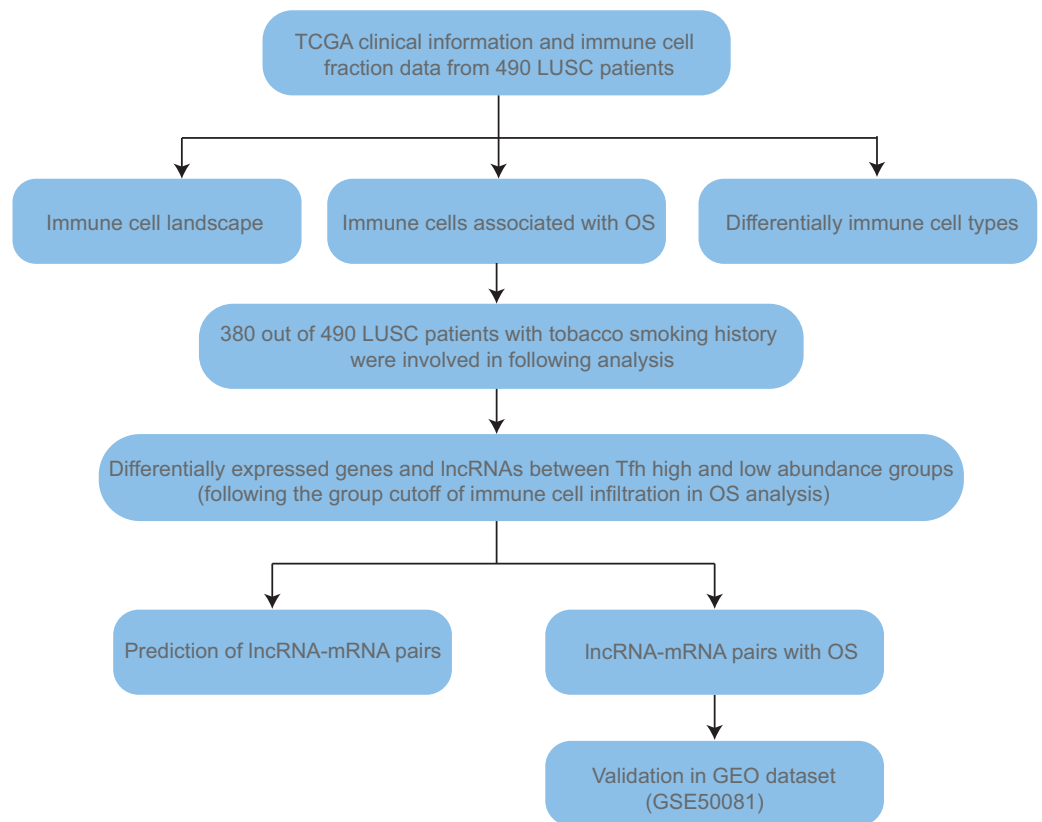 TCGA clinical information and immune cell
fraction data from 490 LUSC patients
Immune cell landscape
Immune cells associated with OS
Differentially immune cell types
380 out of 490 LUSC patients with tobacco smoking history
were involved in following analysis
Differentially expressed genes and lncRNAs between Tfh high and low abundance groups
(following the group cutoff of immune cell infiltration in OS analysis)
Prediction of lncRNA-mRNA pairs
lncRNA-mRNA pairs with OS
Validation in GEO dataset
(GSE50081)